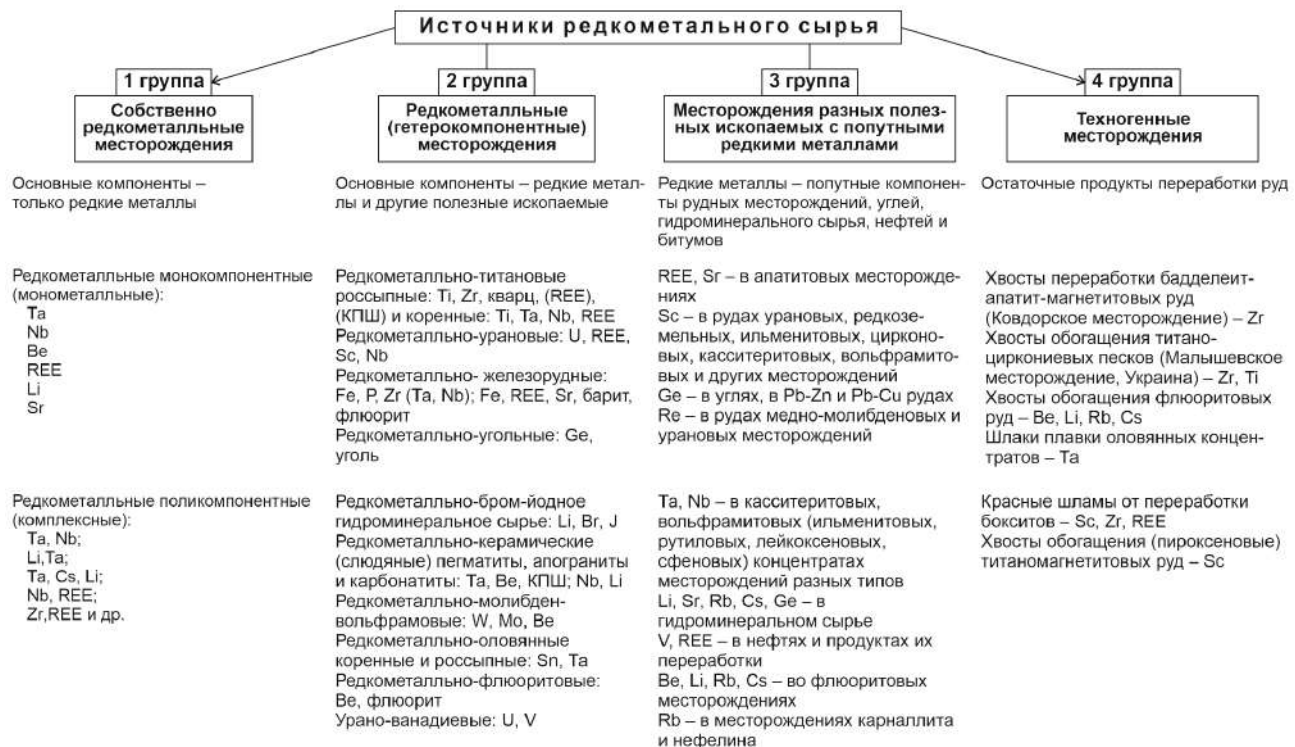 Источники редкометального сырья
1 группа
Собственно
редкометалльные
месторождения
Основные компоненты –
только редкие металлы
Редкометалльные монокомпонентные
(монометалльные):
Ta
Nb
Be
REE
Li
Sr
Редкометалльные поликомпонентные
(комплексные):
Ta, Nb;
Li,Ta;
Ta, Cs, Li;
Nb, REE;
Zr,REE и др.
2 группа
Редкометалльные
(гетерокомпонентные)
месторождения
Основные компоненты – редкие метал-
лы и другие полезные ископаемые
Редкометалльно-титановые
россыпные: Ti, Zr, кварц, (REE),
(КПШ) и коренные: Ti, Ta, Nb, REE
Редкометалльно-урановые: U, REE,
Sc, Nb
Редкометалльно- железорудные:
Fe, P, Zr (Ta, Nb); Fe, REE, Sr, барит,
флюорит
Редкометалльно-угольные: Ge,
уголь
Редкометалльно-бром-йодное
гидроминеральное сырье: Li, Br, J
Редкометалльно-керамические
(слюдяные) пегматиты, апограниты
и карбонатиты: Ta, Be, КПШ; Nb, Li
Редкометалльно-молибден-
вольфрамовые: W, Mo, Be
Редкометалльно-оловянные
коренные и россыпные: Sn, Ta
Редкометалльно-флюоритовые:
Be, флюорит
Урано-ванадиевые: U, V
3 группа
Месторождения разных полез-
ных ископаемых с попутными
редкими металлами
Редкие металлы – попутные компонен-
ты рудных месторождений, углей,
гидроминерального сырья, нефтей и
битумов
REE, Sr – в апатитовых месторожде-
ниях
Sc – в рудах урановых, редкозе-
мельных, ильменитовых, цирконо-
вых, касситеритовых, вольфрамито-
вых и других месторождений
Ge – в углях, в Pb-Zn и Pb-Cu рудах
Re – в рудах медно-молибденовых и
урановых месторождений
Ta, Nb – в касситеритовых,
вольфрамитовых (ильменитовых,
рутиловых, лейкоксеновых,
сфеновых) концентратах
месторождений разных типов
Li, Sr, Rb, Cs, Ge – в
гидроминеральном сырье
V, REE – в нефтях и продуктах их
переработки
Be, Li, Rb, Cs – во флюоритовых
месторождениях
Rb – в месторождениях карналлита
и нефелина
4 группа
Техногенные
месторождения
Остаточные продукты переработки руд
Хвосты переработки бадделеит-
апатит-магнетитовых руд
(Ковдорское месторождение) – Zr
Хвосты обогащения титано-
циркониевых песков (Малышевское
месторождение, Украина) – Zr, Ti
Хвосты обогащения флюоритовых
руд – Be, Li, Rb, Cs
Шлаки плавки оловянных концен-
тратов – Ta
Красные шламы от переработки
бокситов – Sc, Zr, REE
Хвосты обогащения (пироксеновые)
титаномагнетитовых руд – Sc